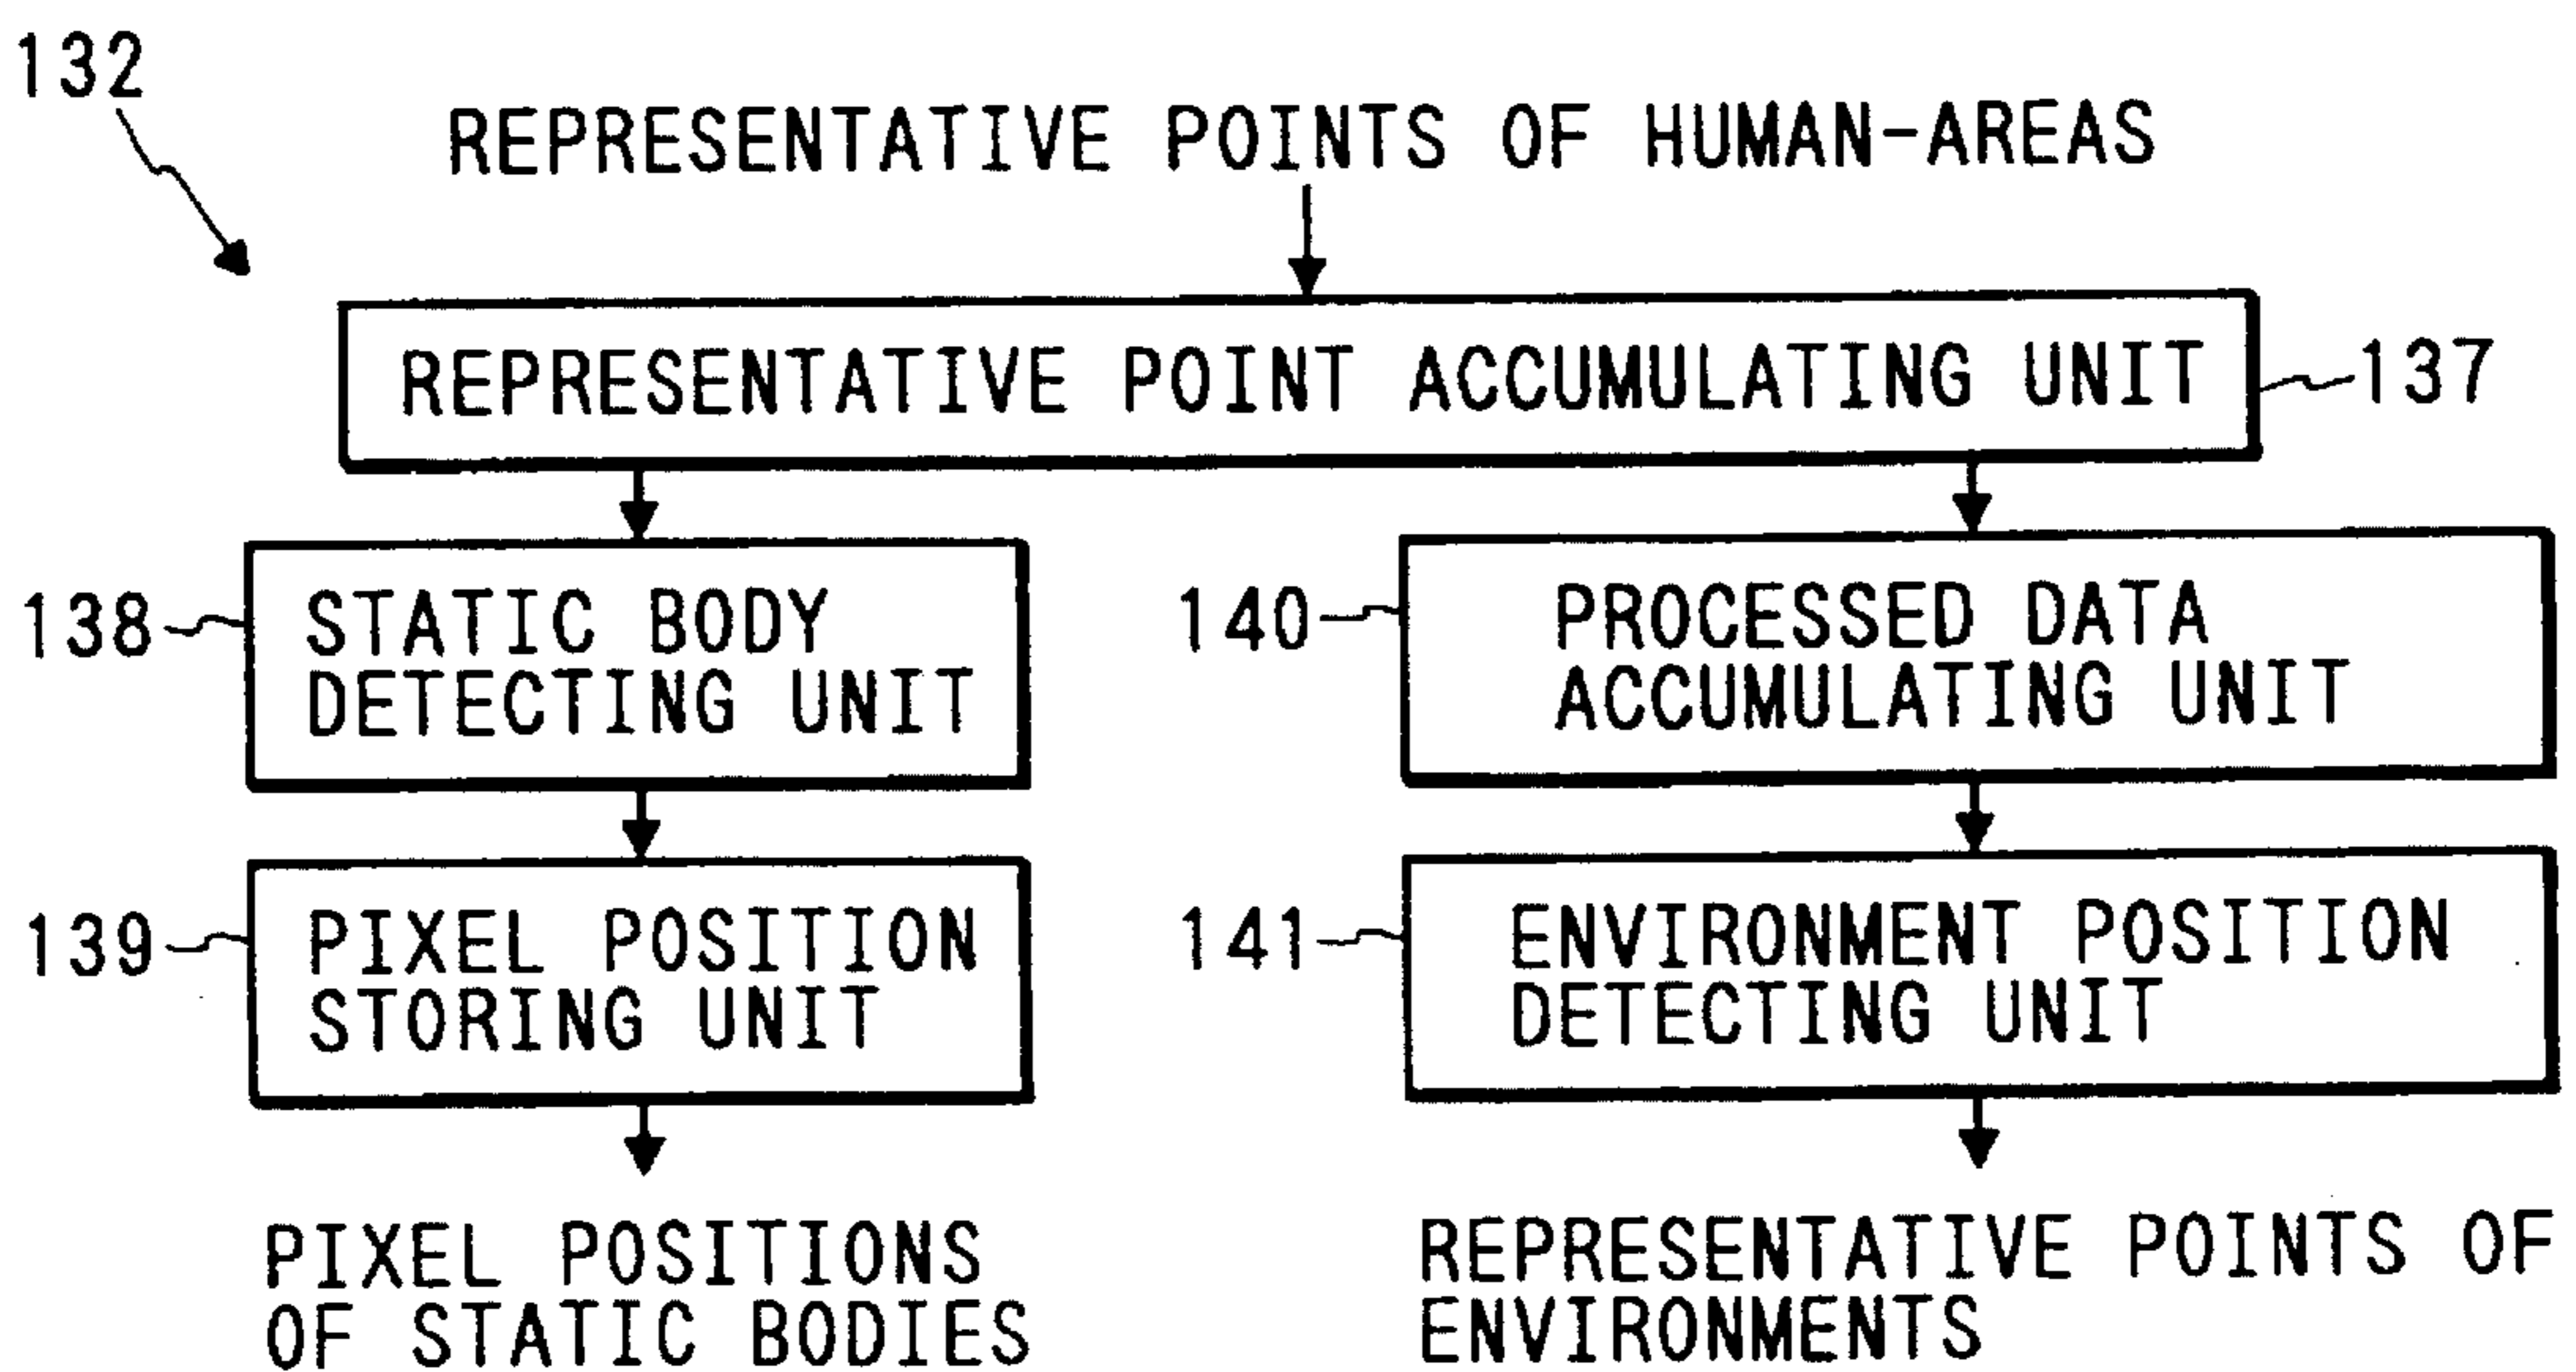 132
REPRESENTATIVE POINTS OF HUMAN-AREAS
REPRESENTATIVE POINT ACCUMULATING UNIT
137
138
STATIC BODY
DETECTING UNIT
140
PROCESSED DATA
ACCUMULATING UNIT
139
PIXEL POSITION
STORING UNIT
141
ENVIRONMENT POSITION
DETECTING UNIT
PIXEL POSITIONS
OF STATIC BODIES
REPRESENTATIVE POINTS OF
ENVIRONMENTS